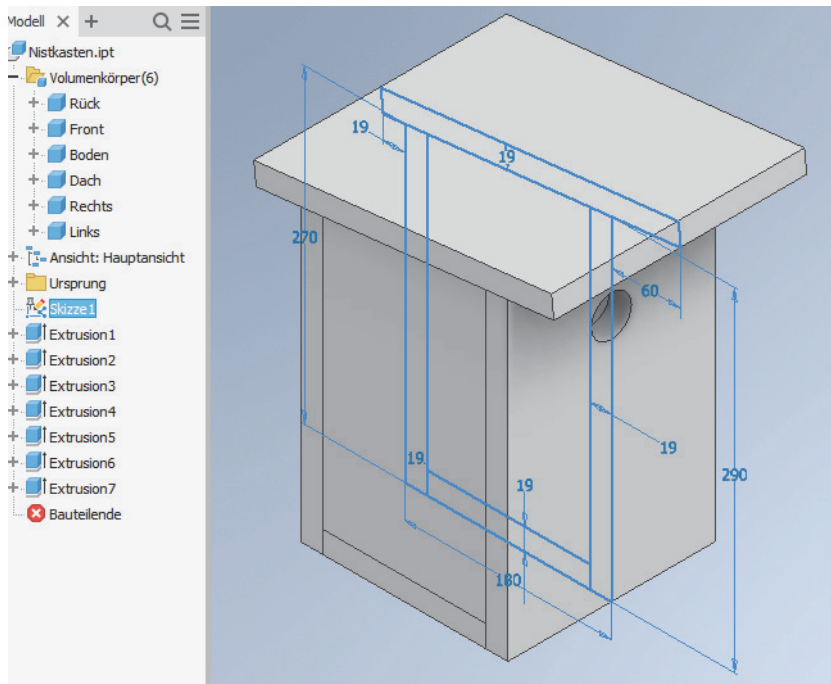 Modell × +
Nistkasten.ipt
Volumenkörper(6)
Rück
Front
Boden
Dach
Rechts
Links
Ansicht: Hauptansicht
Ursprung
Skizze1
Extrusion1
Extrusion2
Extrusion3
Extrusion4
Extrusion5
Extrusion6
Extrusion7
Bauteilende
19
19
270
60
19
19
19
290
180